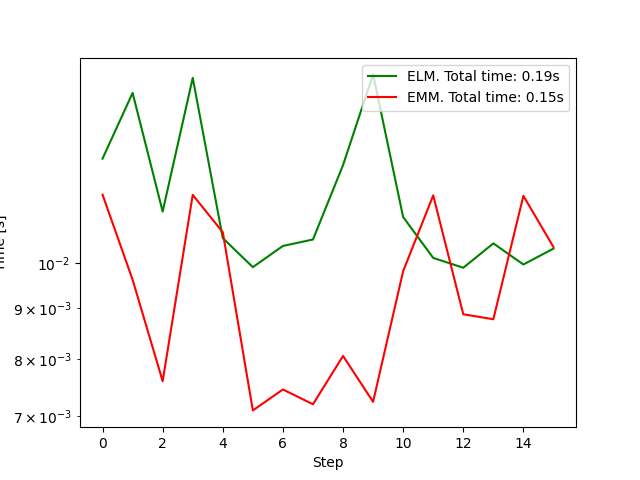 ELM. Total time: 0.19s
EMM. Total time: 0.15s
10⁻²
9 × 10⁻³
8 × 10⁻³
7 × 10⁻³
0 2 4 6 8 10 12 14
Step